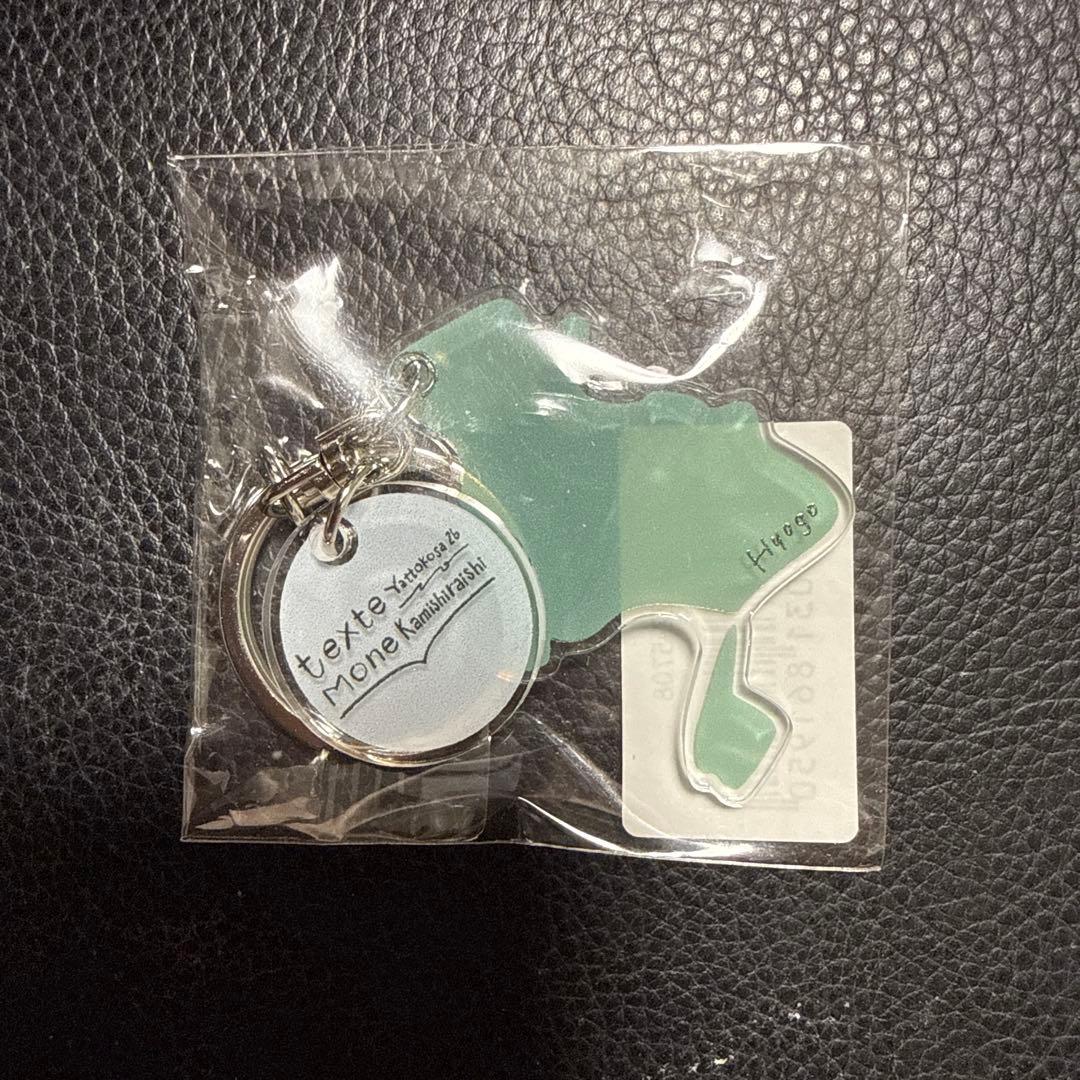 texte
Yattokosa26
Mone Kamishiraishi
Hyogo